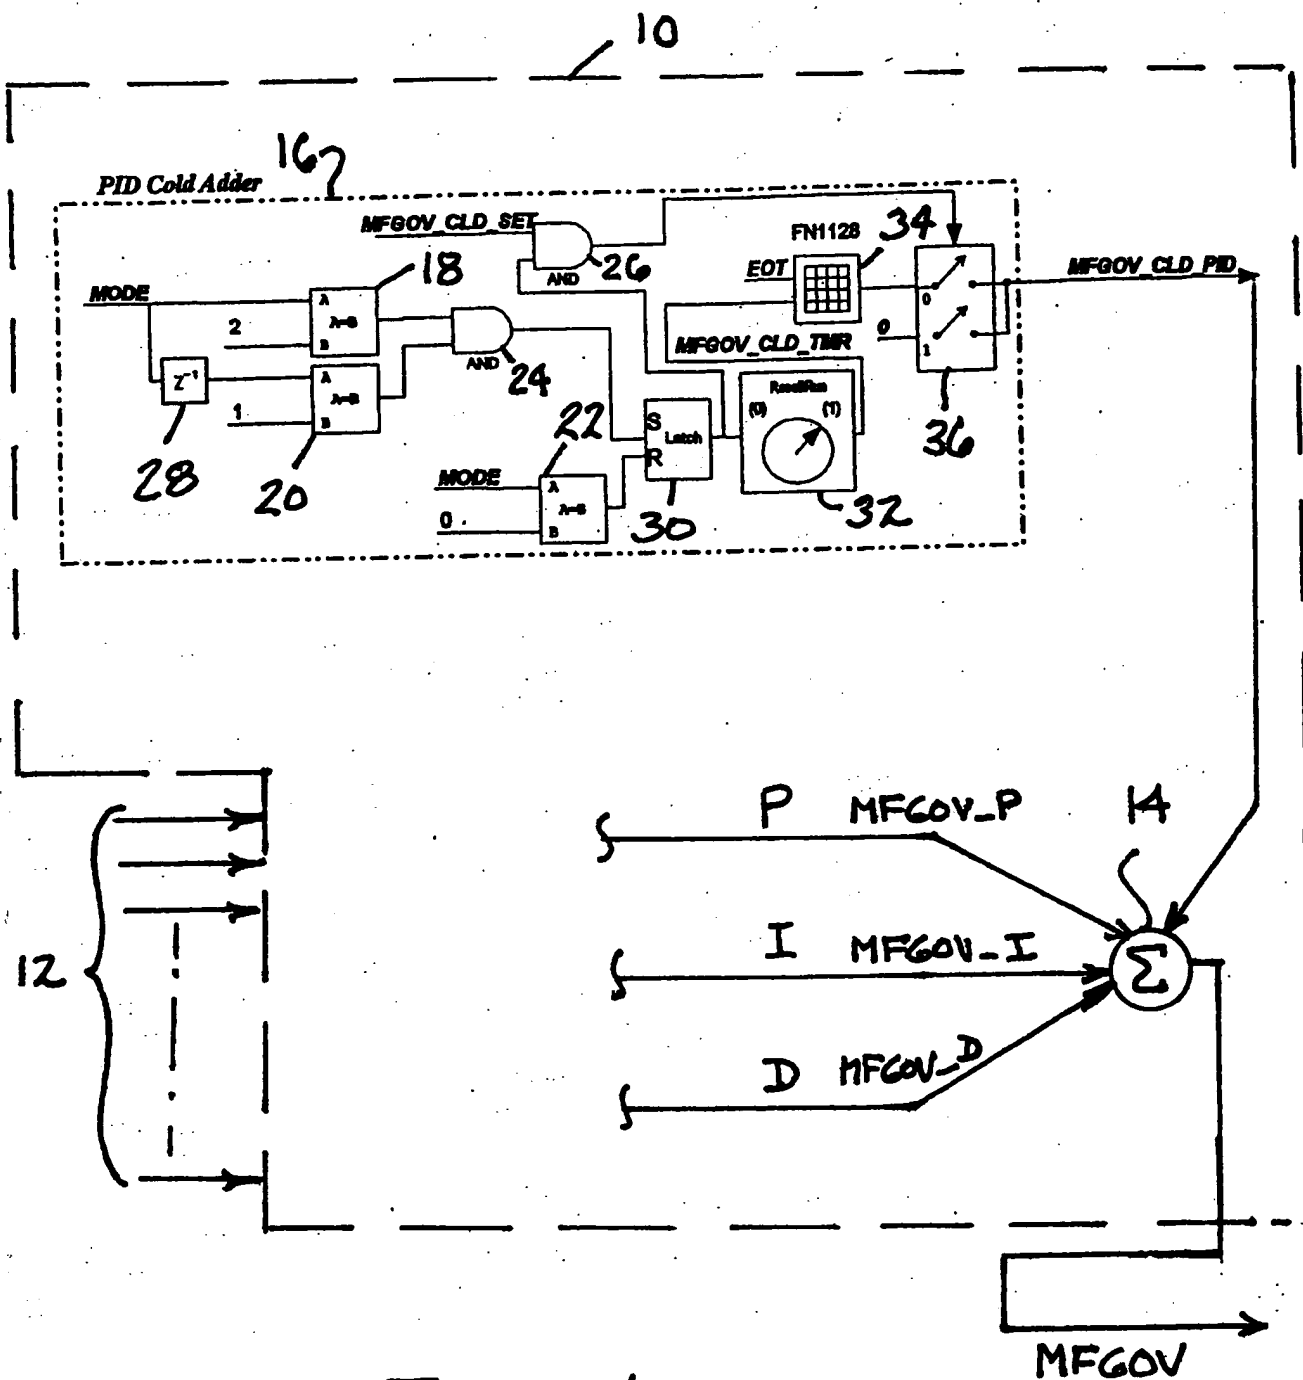 10
16
PID Cold Adder
MFGOV_CLD_SET
26
AND
FN1128
34
EOT
MFGOV_CLD_PID
18
MODE
A
A=B
B
2
24
AND
MFGOV_CLD_TMR
0
0
1
36
Z⁻¹
28
A
A=B
B
1
20
22
S
Latch
R
30
Reset/Run
(0)
(1)
32
MODE
A
A=B
B
0
12
P
MFGOV_P
14
I
MFGOV_I
Σ
D
MFGOV_D
MFGOV